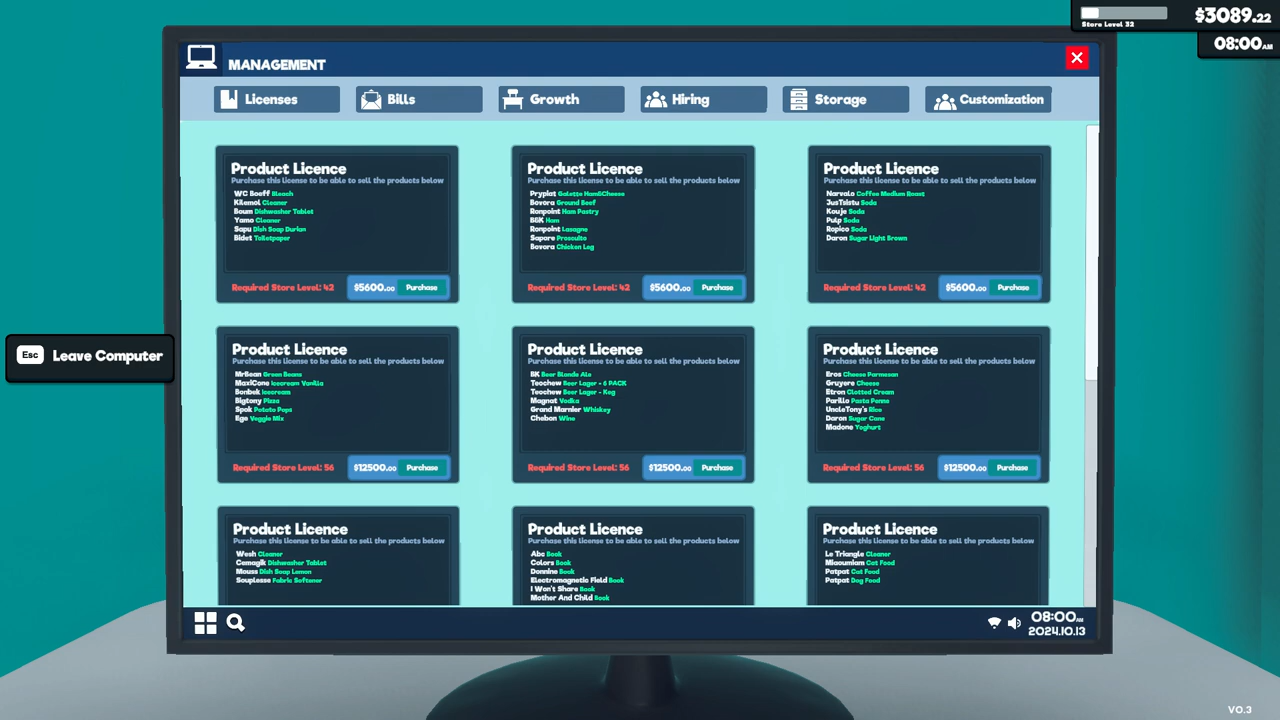 $3089.22
Store Level 32
08:00AM
MANAGEMENT
Licenses
Bills
Growth
Hiring
Storage
Customization
Product Licence
Purchase this license to be able to sell the products below
WC Boeff Bleach
Kilemol Cleaner
Boum Dishwasher Tablet
Yama Cleaner
Sapu Dish Soap Durian
Bidet Toiletpaper
Required Store Level: 42
$5600.00 Purchase
Product Licence
Purchase this license to be able to sell the products below
Prypiat Galette Ham&Cheese
Bovora Ground Beef
Ronpoint Ham Pastry
B&K Ham
Ronpoint Lasagne
Sapore Prosciuto
Bovora Chicken Leg
Required Store Level: 42
$5600.00 Purchase
Product Licence
Purchase this license to be able to sell the products below
Narvalo Coffee Medium Roast
JusTsistu Soda
Kouje Soda
Pulp Soda
Ropico Soda
Daron Sugar Light Brown
Required Store Level: 42
$5600.00 Purchase
Esc Leave Computer
Product Licence
Purchase this license to be able to sell the products below
MrBean Green Beans
MaxiCone Icecream Vanilla
Bonbek Icecream
Bigtony Pizza
Spok Potato Pops
Ego Veggie Mix
Required Store Level: 56
$12500.00 Purchase
Product Licence
Purchase this license to be able to sell the products below
BK Beer Blonde Ale
Teochew Beer Lager - 6 PACK
Teochew Beer Lager - Keg
Magnat Vodka
Grand Marnier Whiskey
Chebon Wine
Required Store Level: 56
$12500.00 Purchase
Product Licence
Purchase this license to be able to sell the products below
Eros Cheese Parmesan
Gruyere Cheese
Etron Clotted Cream
Parillo Pasta Penne
UncleTony's Rice
Daron Sugar Cane
Madone Yoghurt
Required Store Level: 56
$12500.00 Purchase
Product Licence
Purchase this license to be able to sell the products below
Wesh Cleaner
Comagik Dishwasher Tablet
Mouss Dish Soap Lemon
Souplesse Fabric Softener
Product Licence
Purchase this license to be able to sell the products below
Abc Book
Colors Book
Donnine Book
Electromagnetic Field Book
I Won't Share Book
Mother And Child Book
Product Licence
Purchase this license to be able to sell the products below
Le Triangle Cleaner
Miaoumiam Cat Food
Patpat Cat Food
Patpat Dog Food
08:00AM
2024.10.13
V0.3